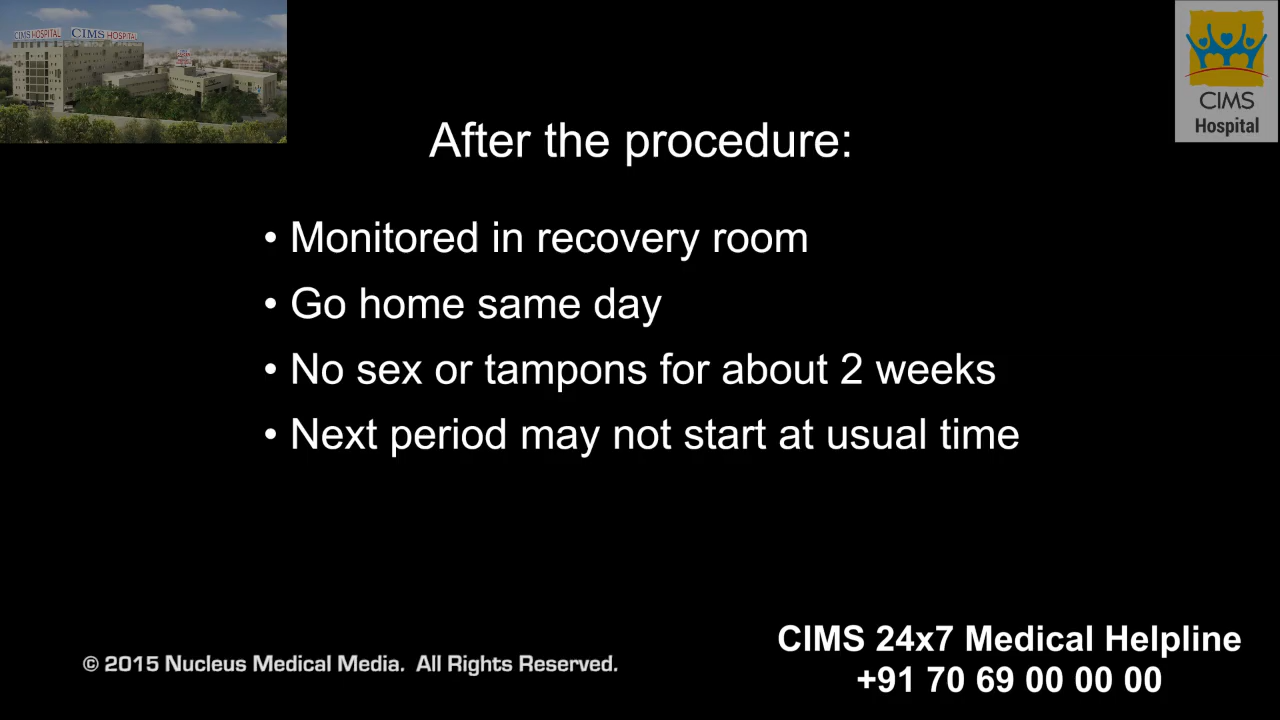 CIMS HOSPITAL CIMS HOSPITAL
CIMS
Hospital
After the procedure:
• Monitored in recovery room
• Go home same day
• No sex or tampons for about 2 weeks
• Next period may not start at usual time
CIMS 24x7 Medical Helpline
+91 70 69 00 00 00
© 2015 Nucleus Medical Media. All Rights Reserved.